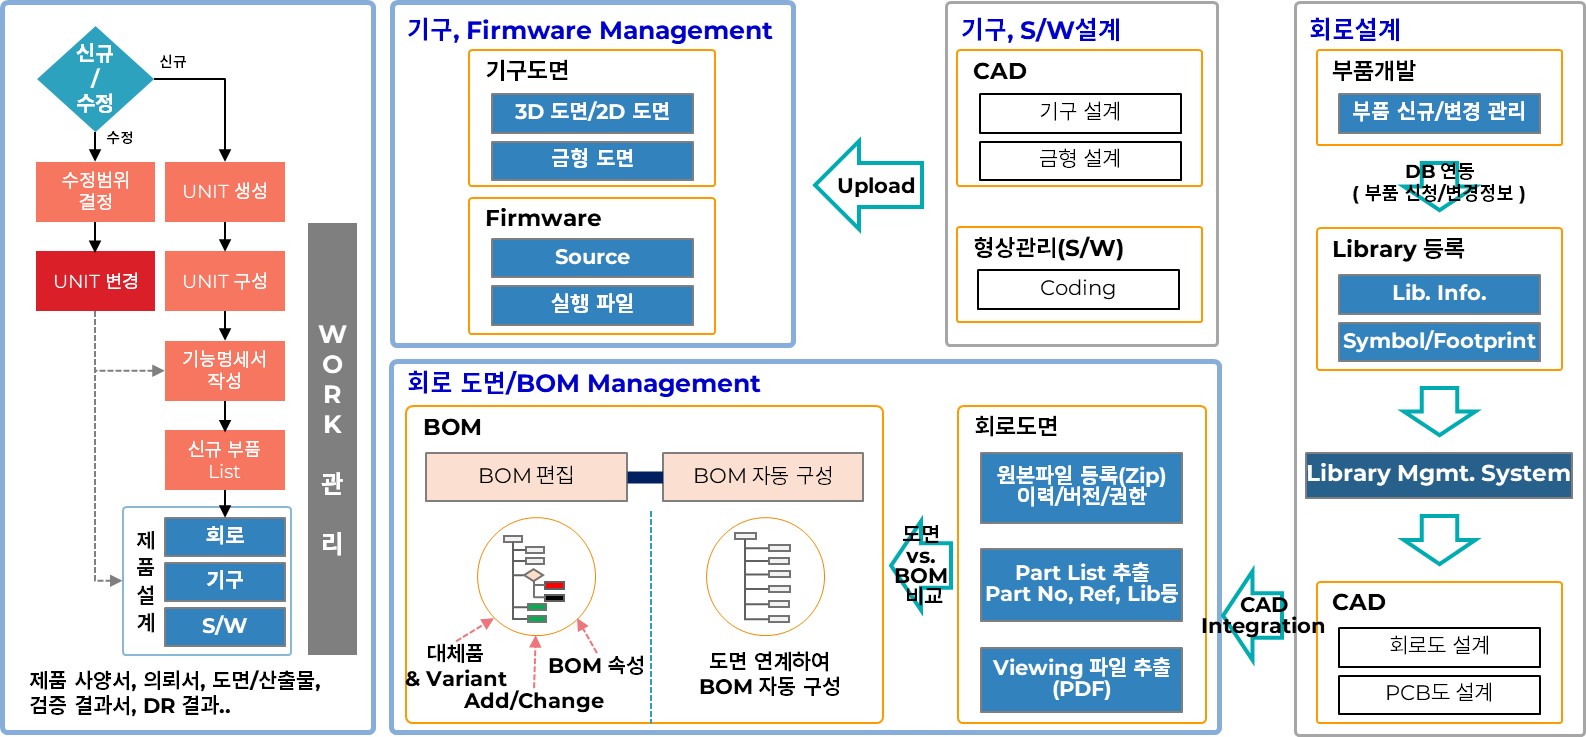 신규
/
수정
신규
수정
수정범위
결정
UNIT 생성
UNIT 변경
UNIT 구성
기능명세서
작성
신규 부품
List
제
품
설
계
회로
기구
S/W
W
O
R
K
관
리
제품 사양서, 의뢰서, 도면/산출물,
검증 결과서, DR 결과..
기구, Firmware Management
기구도면
3D 도면/2D 도면
금형 도면
Firmware
Source
실행 파일
Upload
기구, S/W설계
CAD
기구 설계
금형 설계
형상관리(S/W)
Coding
회로 도면/BOM Management
BOM
BOM 편집
BOM 자동 구성
대체품
& Variant
Add/Change
BOM 속성
도면 연계하여
BOM 자동 구성
도면
vs.
BOM
비교
회로도면
원본파일 등록(Zip)
이력/버전/권한
Part List 추출
Part No, Ref, Lib등
Viewing 파일 추출
(PDF)
CAD
Integration
회로설계
부품개발
부품 신규/변경 관리
DB 연동
( 부품 신청/변경정보 )
Library 등록
Lib. Info.
Symbol/Footprint
Library Mgmt. System
CAD
회로도 설계
PCB도 설계